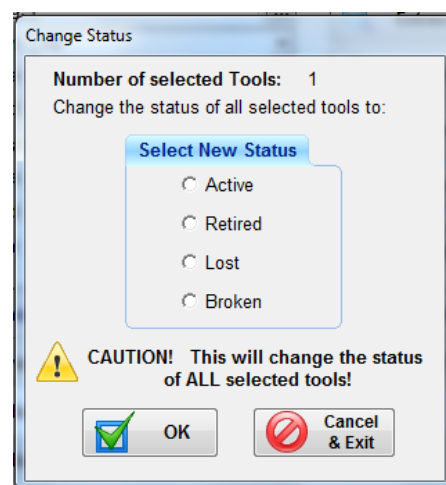 Change Status
Number of selected Tools: 1
Change the status of all selected tools to:
Select New Status
Active
Retired
Lost
Broken
CAUTION! This will change the status
of ALL selected tools!
OK
Cancel
& Exit